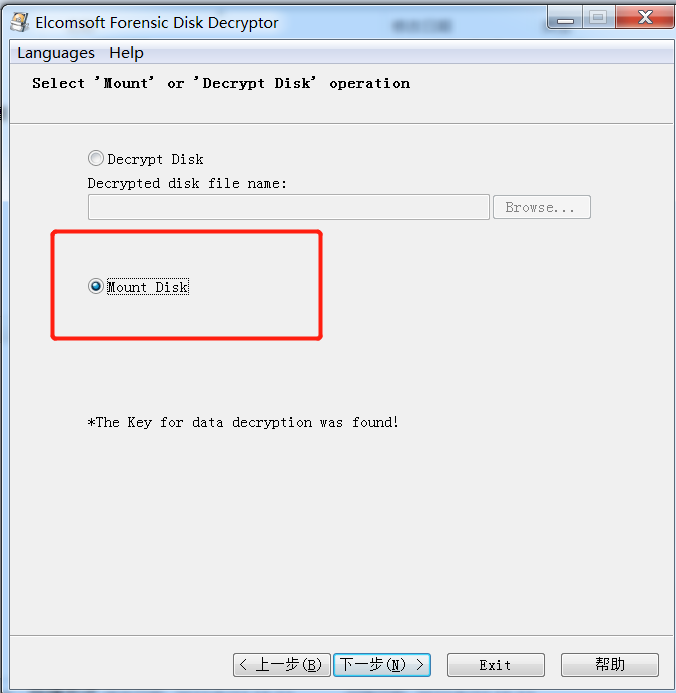 Elcomsoft Forensic Disk Decryptor
Languages Help
Select 'Mount' or 'Decrypt Disk' operation
Decrypt Disk
Decrypted disk file name:
Browse...
Mount Disk
*The Key for data decryption was found!
< 上一步(B) 下一步(N) > Exit 帮助